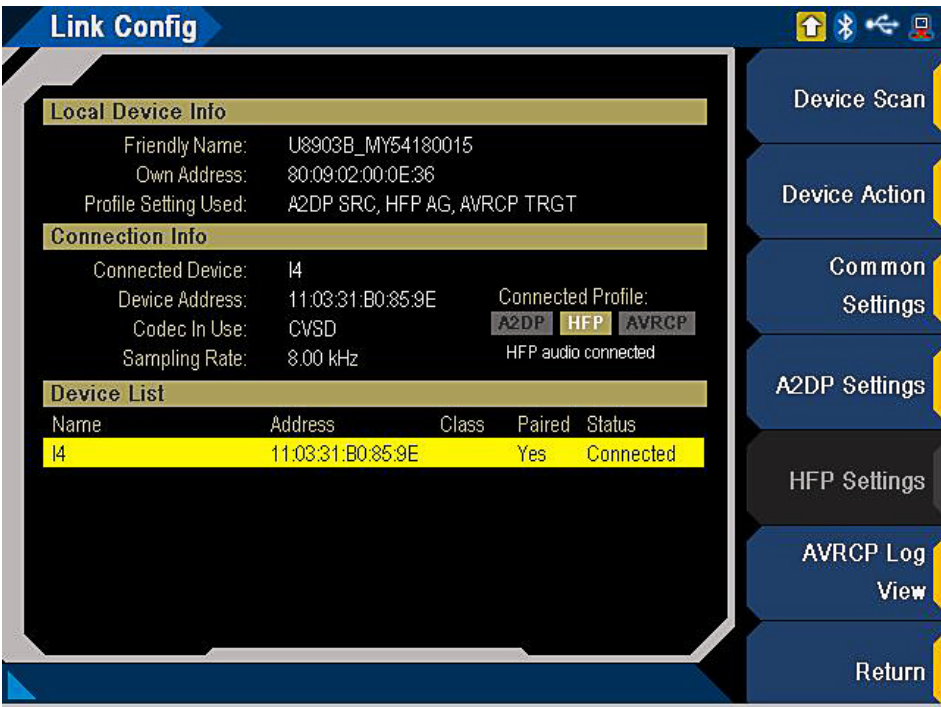 Link Config
Device Scan
Local Device Info
Friendly Name: U8903B_MY54180015
Own Address: 80:09:02:00:0E:36
Profile Setting Used: A2DP SRC, HFP AG, AVRCP TRGT
Device Action
Connection Info
Connected Device: I4
Device Address: 11:03:31:B0:85:9E
Codec In Use: CVSD
Sampling Rate: 8.00 kHz
Connected Profile:
A2DP HFP AVRCP
HFP audio connected
Common
Settings
A2DP Settings
Device List
Name Address Class Paired Status
I4 11:03:31:B0:85:9E Yes Connected
HFP Settings
AVRCP Log
View
Return